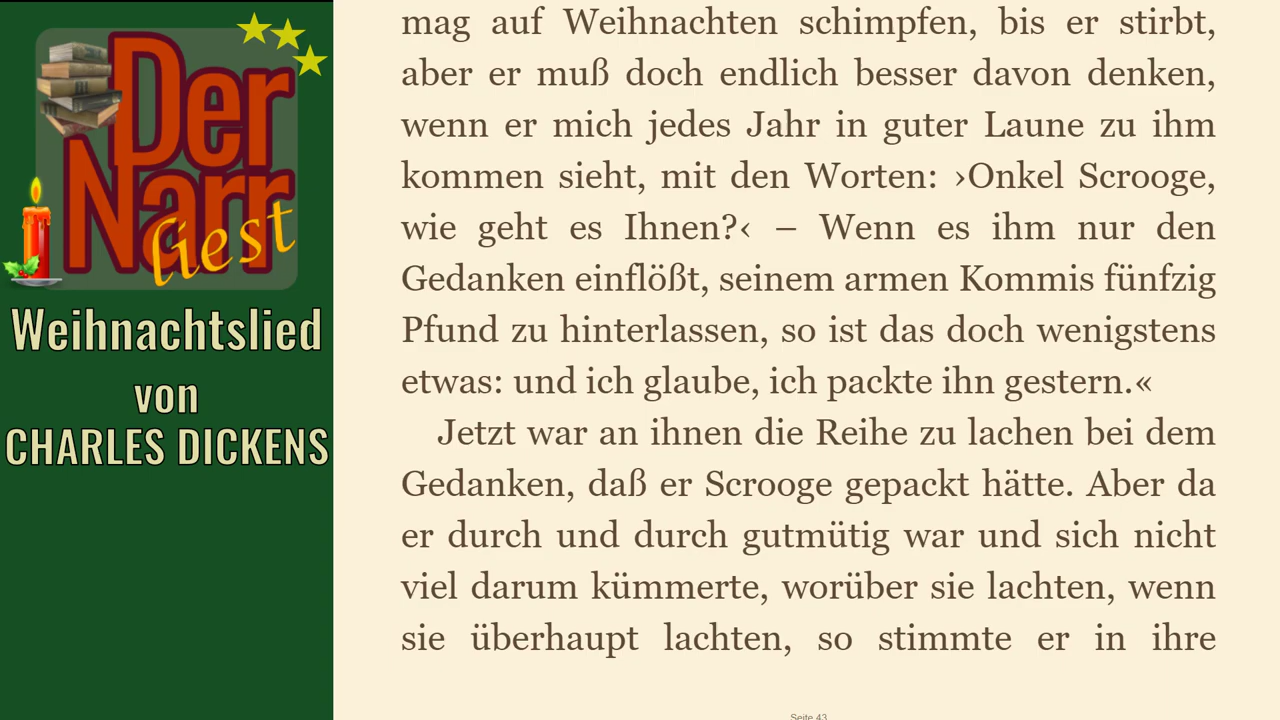 Der
Narr
liest
Weihnachtslied
von
CHARLES DICKENS
mag auf Weihnachten schimpfen, bis er stirbt,
aber er muß doch endlich besser davon denken,
wenn er mich jedes Jahr in guter Laune zu ihm
kommen sieht, mit den Worten: ›Onkel Scrooge,
wie geht es Ihnen?‹ – Wenn es ihm nur den
Gedanken einflößt, seinem armen Kommis fünfzig
Pfund zu hinterlassen, so ist das doch wenigstens
etwas: und ich glaube, ich packte ihn gestern.«
Jetzt war an ihnen die Reihe zu lachen bei dem
Gedanken, daß er Scrooge gepackt hätte. Aber da
er durch und durch gutmütig war und sich nicht
viel darum kümmerte, worüber sie lachten, wenn
sie überhaupt lachten, so stimmte er in ihre
Seite 43